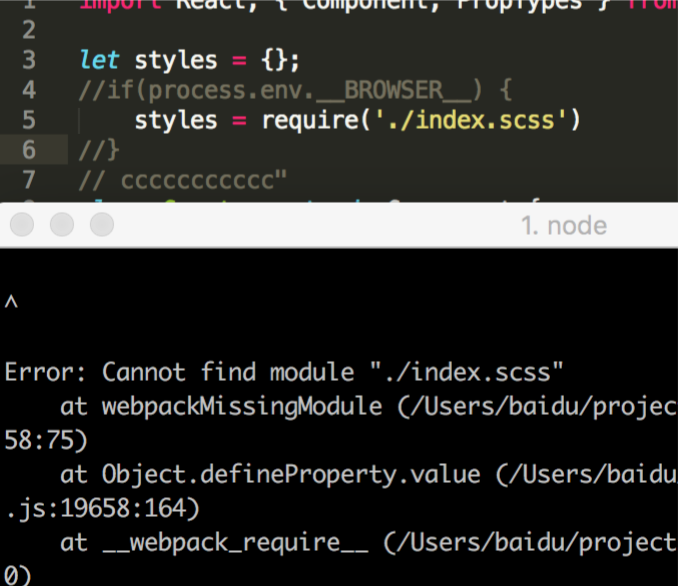 1 import React, { Component, PropTypes } from
2
3 let styles = {};
4 //if(process.env.__BROWSER__) {
5 styles = require('./index.scss')
6 //}
7 // ccccccccccc"
1. node
^
Error: Cannot find module "./index.scss"
at webpackMissingModule (/Users/baidu/projec
58:75)
at Object.defineProperty.value (/Users/baidu
.js:19658:164)
at __webpack_require__ (/Users/baidu/project
0)